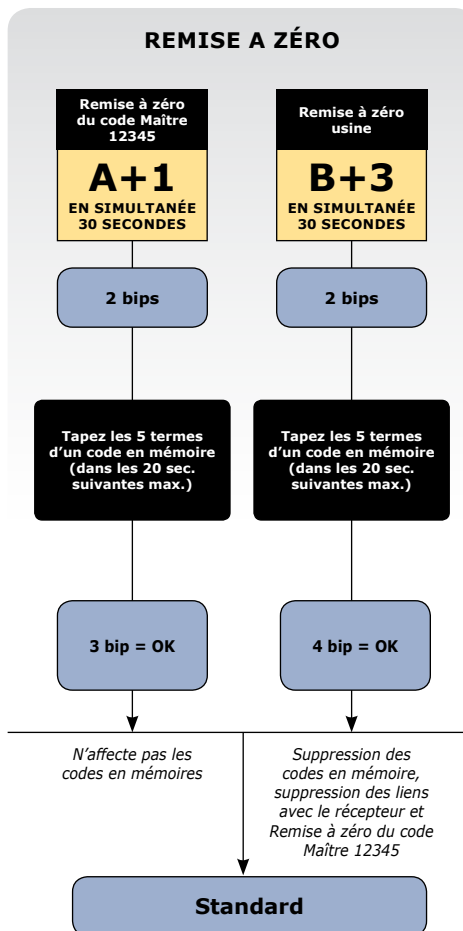 REMISE A ZÉRO
Remise à zéro
du code Maître
12345
A+1
EN SIMULTANÉE
30 SECONDES
2 bips
Tapez les 5 termes
d'un code en mémoire
(dans les 20 sec.
suivantes max.)
3 bip = OK
N'affecte pas les
codes en mémoires
Remise à zéro
usine
B+3
EN SIMULTANÉE
30 SECONDES
2 bips
Tapez les 5 termes
d'un code en mémoire
(dans les 20 sec.
suivantes max.)
4 bip = OK
Suppression des
codes en mémoire,
suppression des liens
avec le récepteur et
Remise à zéro du code
Maître 12345
Standard